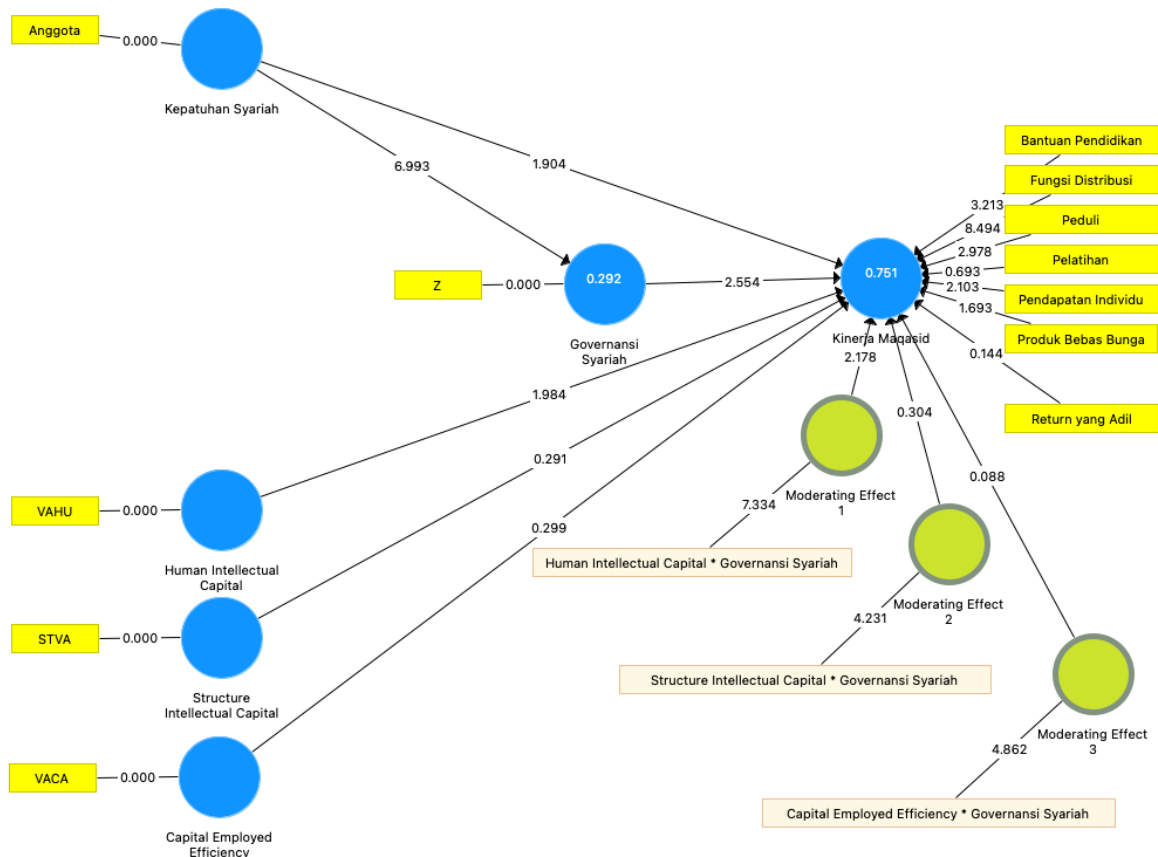 Anggota
0.000
Kepatuhan Syariah
6.993
1.904
Bantuan Pendidikan
Fungsi Distribusi
Peduli
Pelatihan
Pendapatan Individu
Produk Bebas Bunga
Return yang Adil
3.213
8.494
2.978
0.693
2.103
1.693
0.144
Z
0.000
0.292
2.554
0.751
Governansi
Syariah
Kinerja Maqasid
2.178
0.304
0.088
1.984
0.291
0.299
VAHU
0.000
Human Intellectual
Capital
Moderating Effect
1
7.334
Human Intellectual Capital * Governansi Syariah
Moderating Effect
2
4.231
Structure Intellectual Capital * Governansi Syariah
STVA
0.000
Structure
Intellectual Capital
Moderating Effect
3
4.862
Capital Employed Efficiency * Governansi Syariah
VACA
0.000
Capital Employed
Efficiency